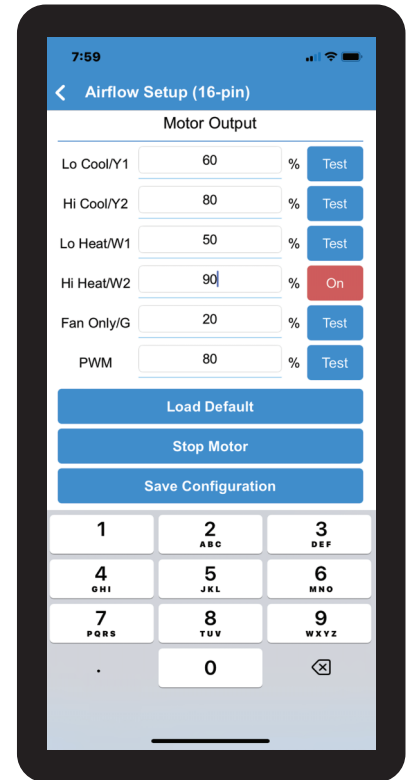 7:59
Airflow Setup (16-pin)
Motor Output
Lo Cool/Y1 60 % Test
Hi Cool/Y2 80 % Test
Lo Heat/W1 50 % Test
Hi Heat/W2 90 % On
Fan Only/G 20 % Test
PWM 80 % Test
Load Default
Stop Motor
Save Configuration
1 2 3
ABC DEF
4 5 6
GHI JKL MNO
7 8 9
PQRS TUV WXYZ
. 0